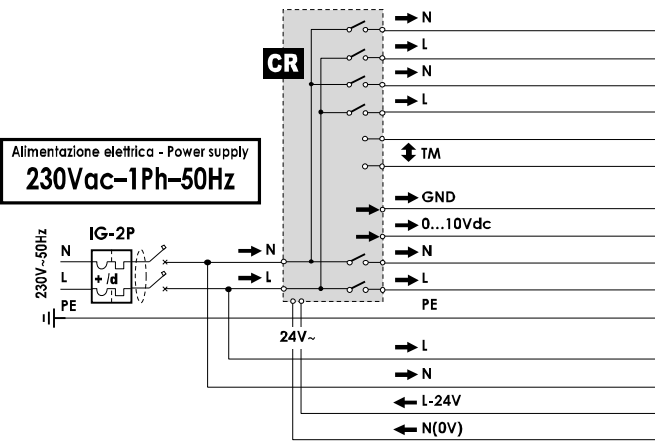 N
L
CR
N
L
Alimentazione elettrica - Power supply
TM
230Vac–1Ph–50Hz
GND
0...10Vdc
IG-2P
230V~50Hz
N
N
N
L
+ /d
L
L
PE
PE
24V~
L
N
L-24V
N(0V)